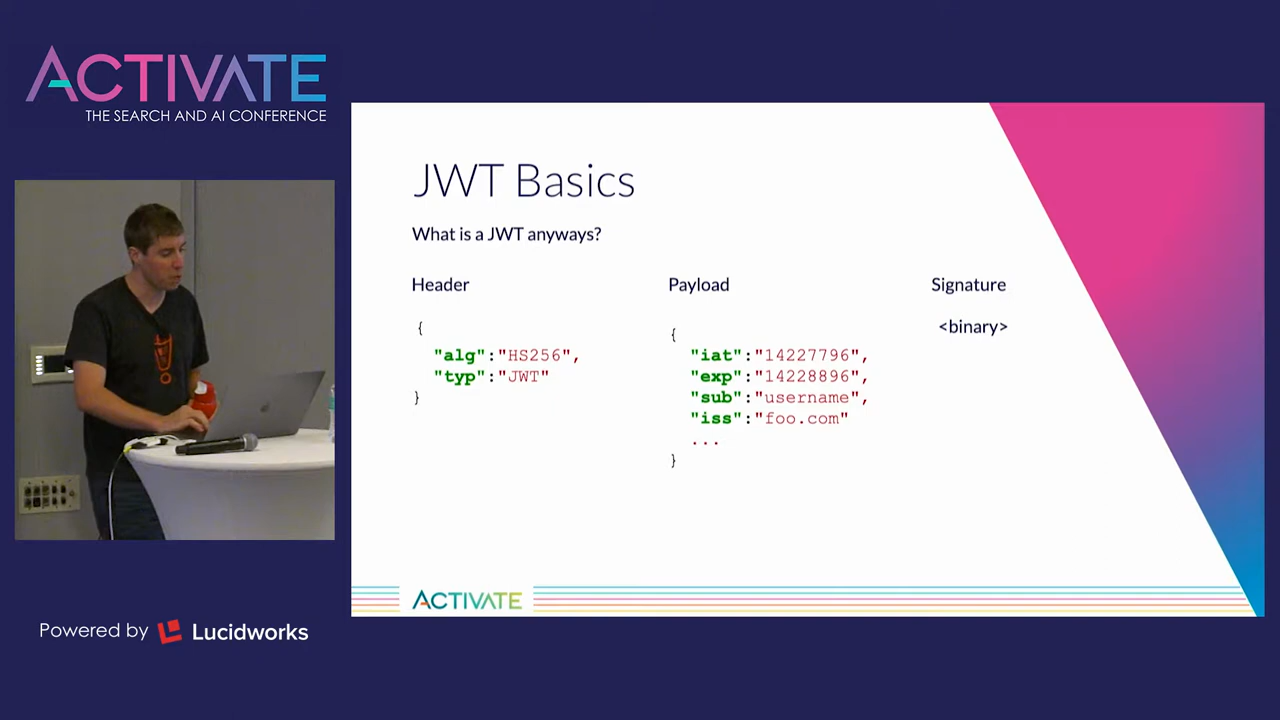 ACTIVATE
THE SEARCH AND AI CONFERENCE
JWT Basics
What is a JWT anyways?
Header
{
"alg":"HS256",
"typ":"JWT"
}
Payload
{
"iat":"14227796",
"exp":"14228896",
"sub":"username",
"iss":"foo.com"
...
}
Signature
<binary>
ACTIVATE
Powered by Lucidworks